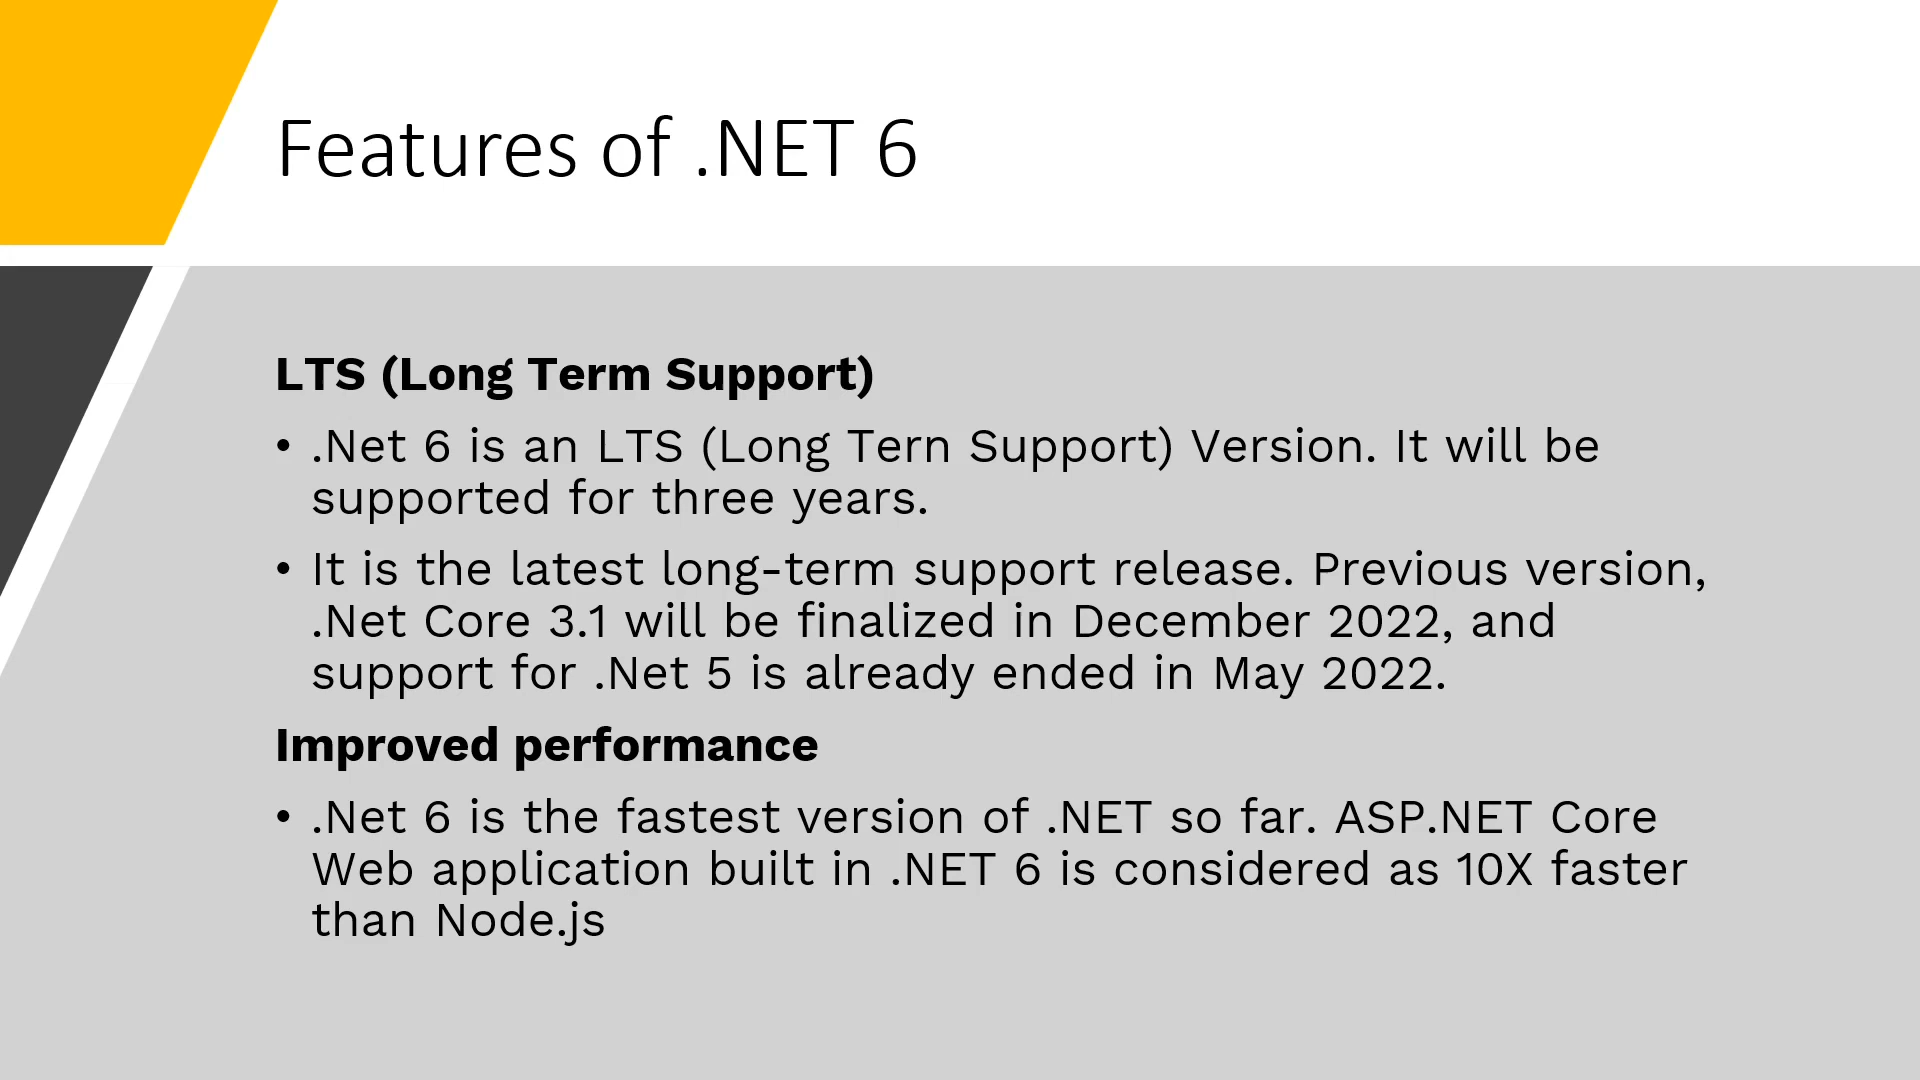 Features of .NET 6
LTS (Long Term Support)
• .Net 6 is an LTS (Long Tern Support) Version. It will be
supported for three years.
• It is the latest long-term support release. Previous version,
.Net Core 3.1 will be finalized in December 2022, and
support for .Net 5 is already ended in May 2022.
Improved performance
• .Net 6 is the fastest version of .NET so far. ASP.NET Core
Web application built in .NET 6 is considered as 10X faster
than Node.js